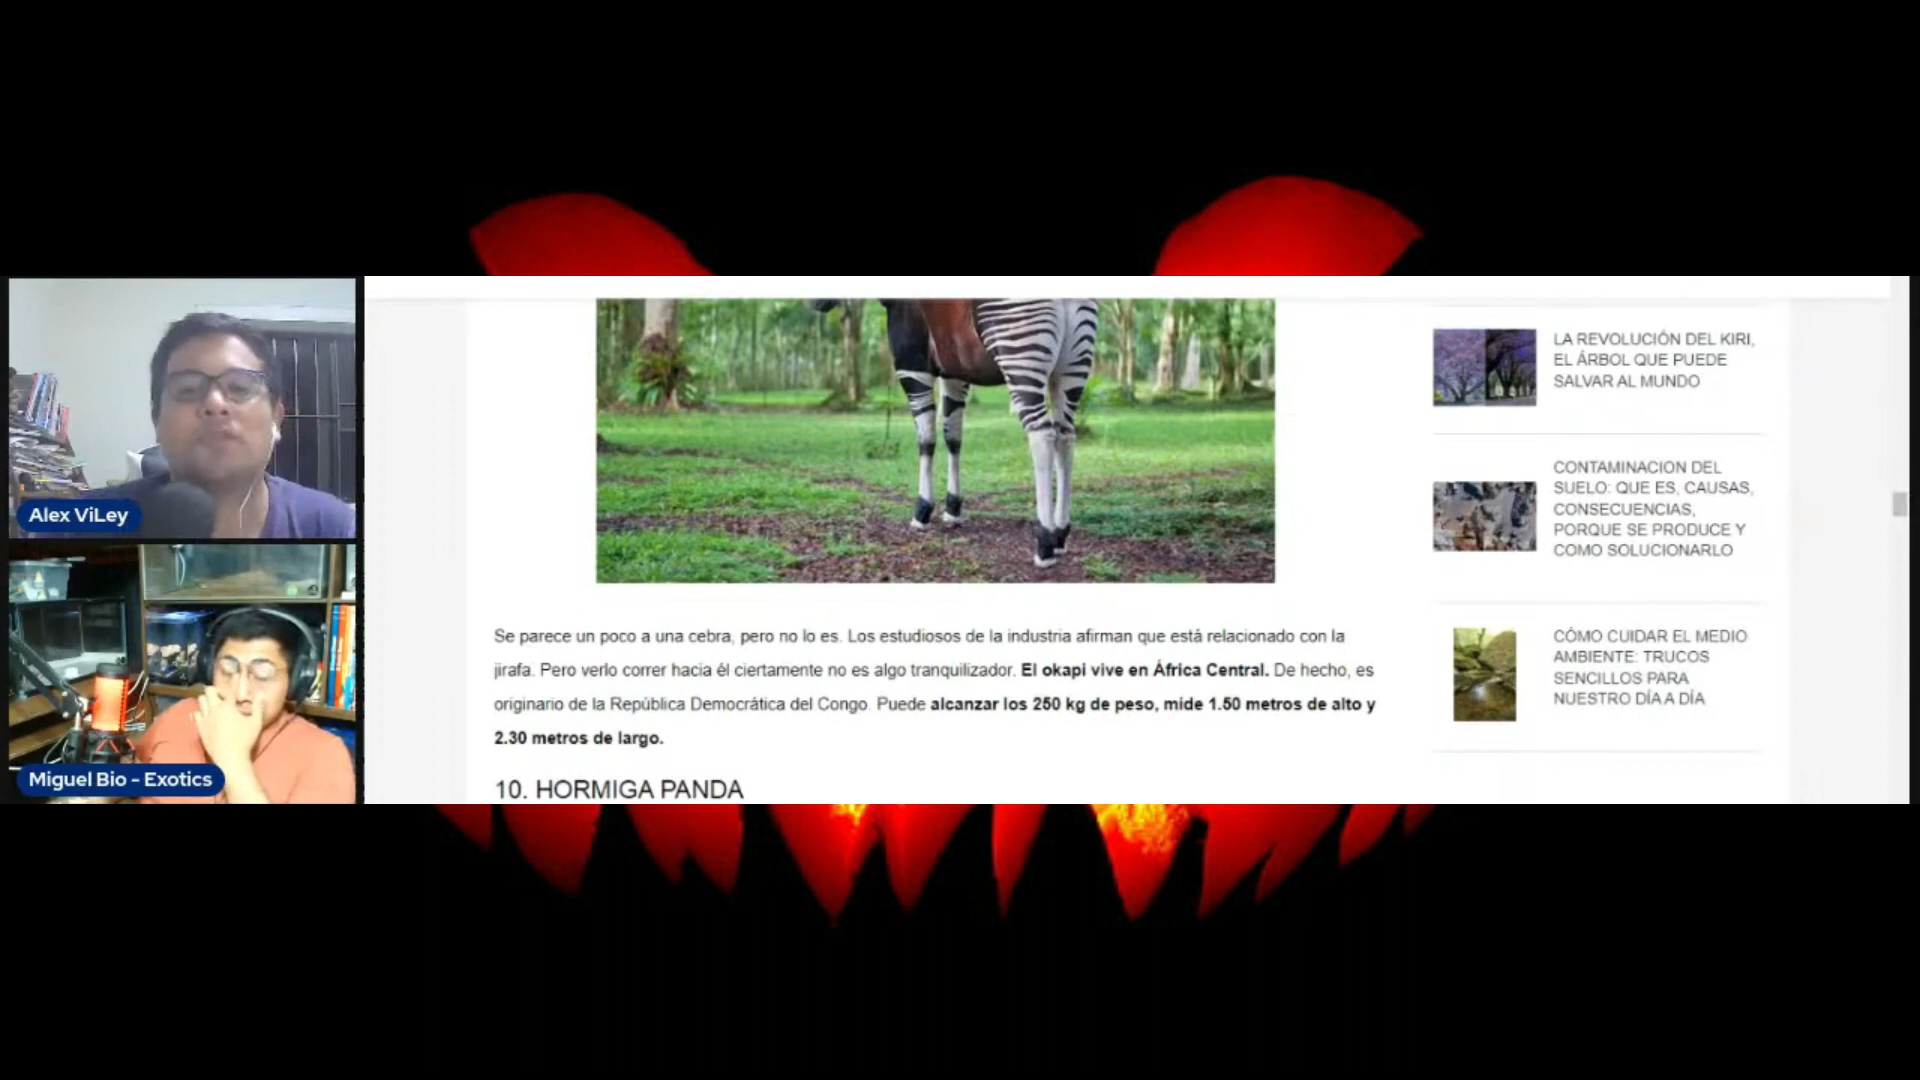 Alex ViLey
Miguel Bio - Exotics
Se parece un poco a una cebra, pero no lo es. Los estudiosos de la industria afirman que está relacionado con la
jirafa. Pero verlo correr hacia él ciertamente no es algo tranquilizador. El okapi vive en África Central. De hecho, es
originario de la República Democrática del Congo. Puede alcanzar los 250 kg de peso, mide 1.50 metros de alto y
2.30 metros de largo.
10. HORMIGA PANDA
LA REVOLUCIÓN DEL KIRI,
EL ÁRBOL QUE PUEDE
SALVAR AL MUNDO
CONTAMINACION DEL
SUELO: QUE ES, CAUSAS,
CONSECUENCIAS,
PORQUE SE PRODUCE Y
COMO SOLUCIONARLO
CÓMO CUIDAR EL MEDIO
AMBIENTE: TRUCOS
SENCILLOS PARA
NUESTRO DÍA A DÍA